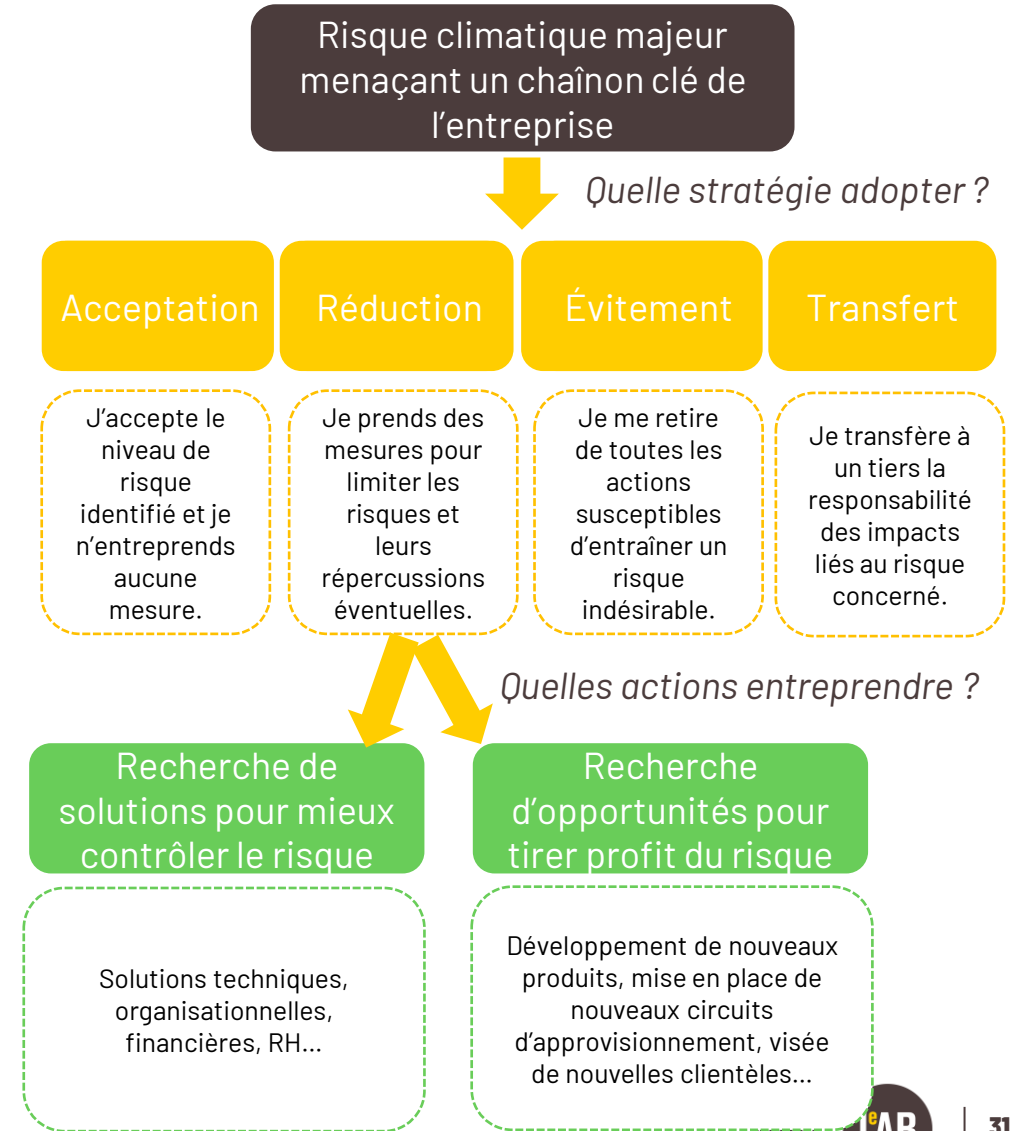 Risque climatique majeur
menaçant un chaînon clé de
l'entreprise
Quelle stratégie adopter ?
Acceptation
Réduction
Évitement
Transfert
J'accepte le
niveau de
risque
identifié et je
n'entreprends
aucune
mesure.
Je prends des
mesures pour
limiter les
risques et
leurs
répercussions
éventuelles.
Je me retire
de toutes les
actions
susceptibles
d'entraîner un
risque
indésirable.
Je transfère à
un tiers la
responsabilité
des impacts
liés au risque
concerné.
Quelles actions entreprendre ?
Recherche de
solutions pour mieux
contrôler le risque
Recherche
d'opportunités pour
tirer profit du risque
Solutions techniques,
organisationnelles,
financières, RH...
Développement de nouveaux
produits, mise en place de
nouveaux circuits
d'approvisionnement, visée
de nouvelles clientèles...
31